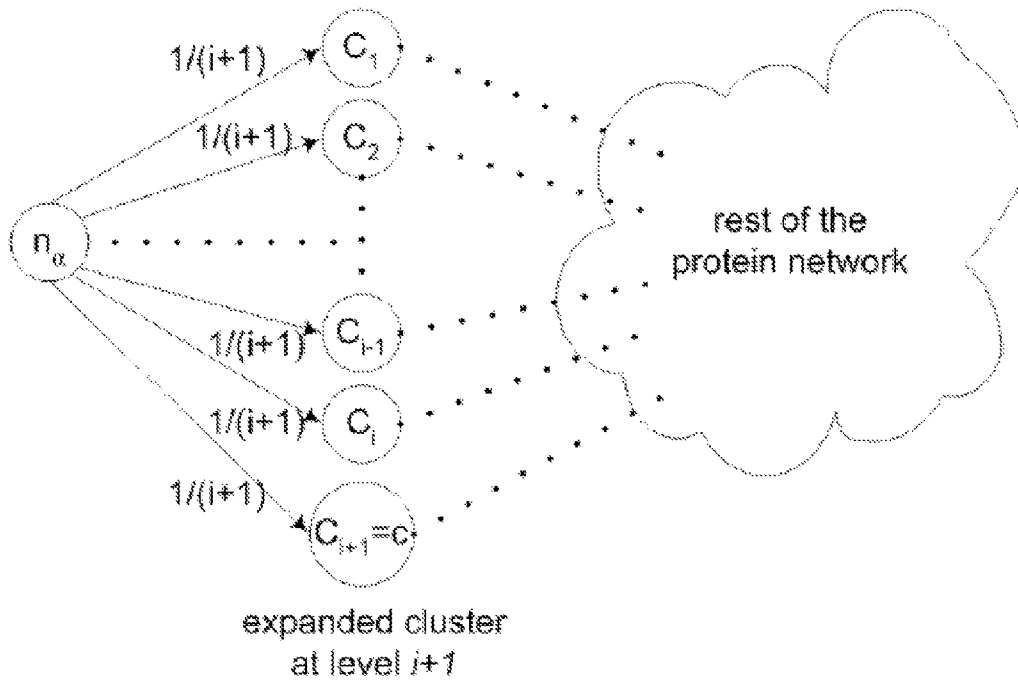 1/(i+1)
C₁
1/(i+1)
C₂
nα
rest of the
protein network
1/(i+1)
Cᵢ₋₁
1/(i+1)
Cᵢ
1/(i+1)
Cᵢ₊₁=c
expanded cluster
at level i+1